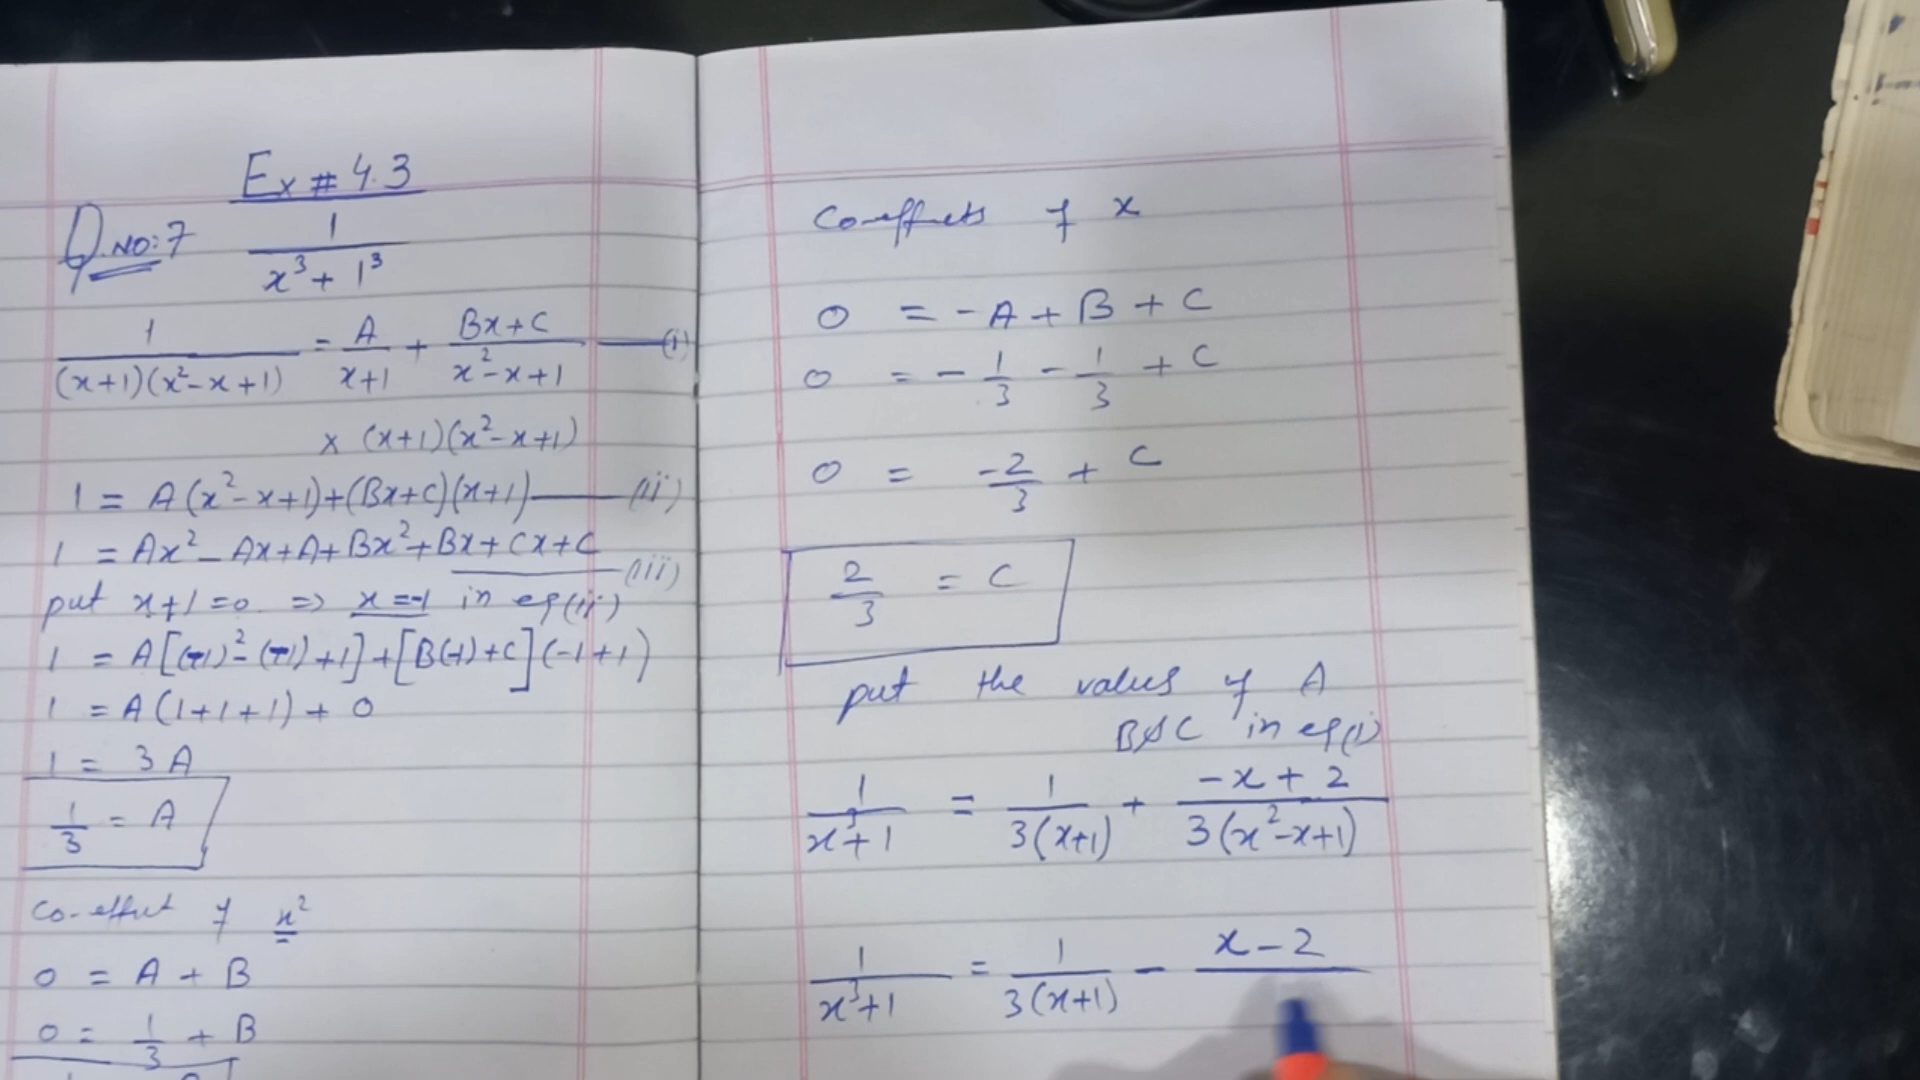 Ex # 4.3
Q.NO:7 1/(x³ + 1³)
1/((x+1)(x²-x+1)) = A/(x+1) + (Bx+C)/(x²-x+1) —(i)
× (x+1)(x²-x+1)
1 = A(x²-x+1)+(Bx+C)(x+1) —(ii)
1 = Ax²-Ax+A+Bx²+Bx+Cx+C —(iii)
put x+1=0 => x=-1 in eq(ii)
1 = A[(-1)²-(-1)+1]+[B(-1)+C](-1+1)
1 = A(1+1+1)+0
1 = 3A
1/3 = A
Co-effict of x²
0 = A + B
0 = 1/3 + B
Co-efficts of x
0 = -A + B + C
0 = -1/3 - 1/3 + C
0 = -2/3 + C
2/3 = C
put the values of A
B & C in eq(i)
1/(x³+1) = 1/(3(x+1)) + (-x+2)/(3(x²-x+1))
1/(x³+1) = 1/(3(x+1)) - (x-2)/